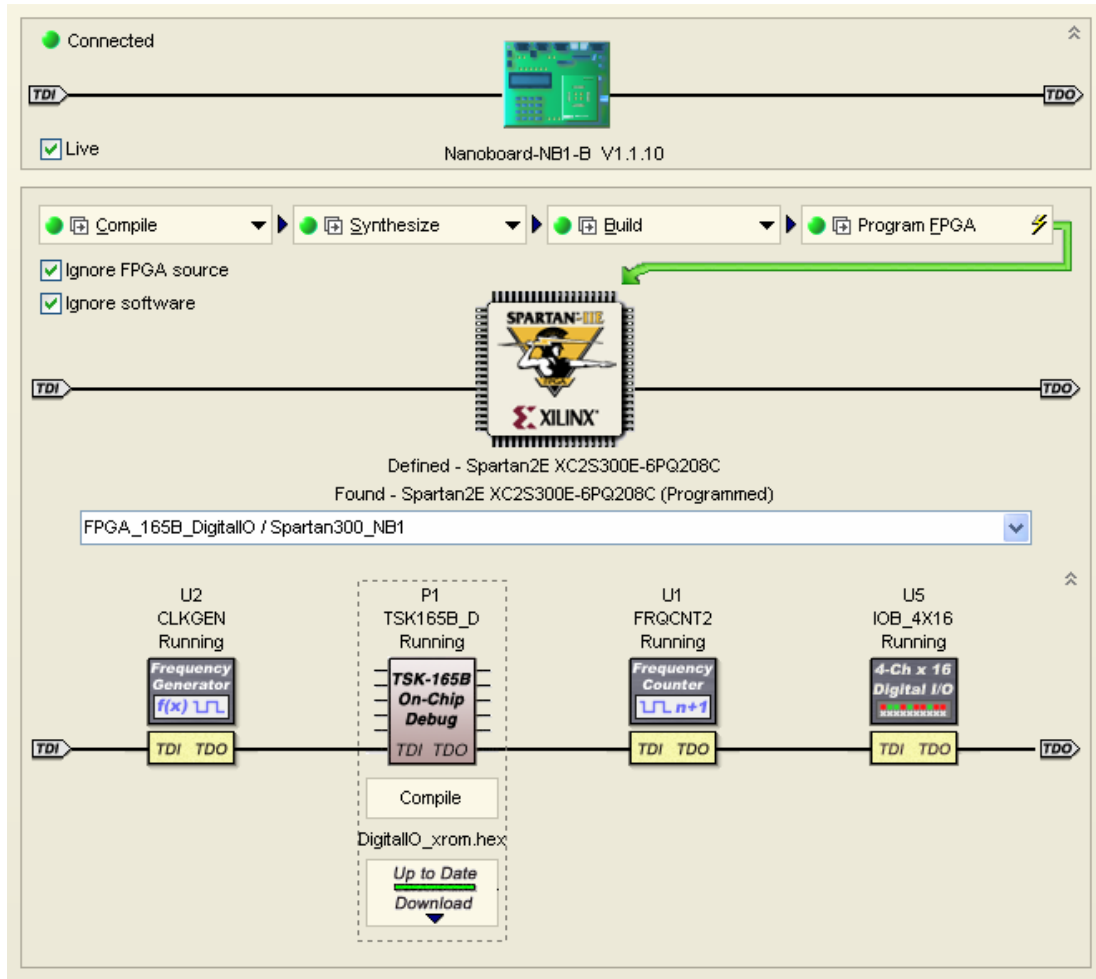 Connected
TDI
TDO
Live
Nanoboard-NB1-B V1.1.10
Compile
Synthesize
Build
Program FPGA
Ignore FPGA source
Ignore software
SPARTAN-IIE
FPGA
XILINX
TDI
TDO
Defined - Spartan2E XC2S300E-6PQ208C
Found - Spartan2E XC2S300E-6PQ208C (Programmed)
FPGA_165B_DigitalIO / Spartan300_NB1
U2
CLKGEN
Running
Frequency
Generator
f(x)
TDI TDO
P1
TSK165B_D
Running
TSK-165B
On-Chip
Debug
TDI TDO
Compile
DigitalIO_xrom.hex
Up to Date
Download
U1
FRQCNT2
Running
Frequency
Counter
n+1
TDI TDO
U5
IOB_4X16
Running
4-Ch x 16
Digital I/O
xxxxxxxxxx
TDI TDO
TDI
TDO